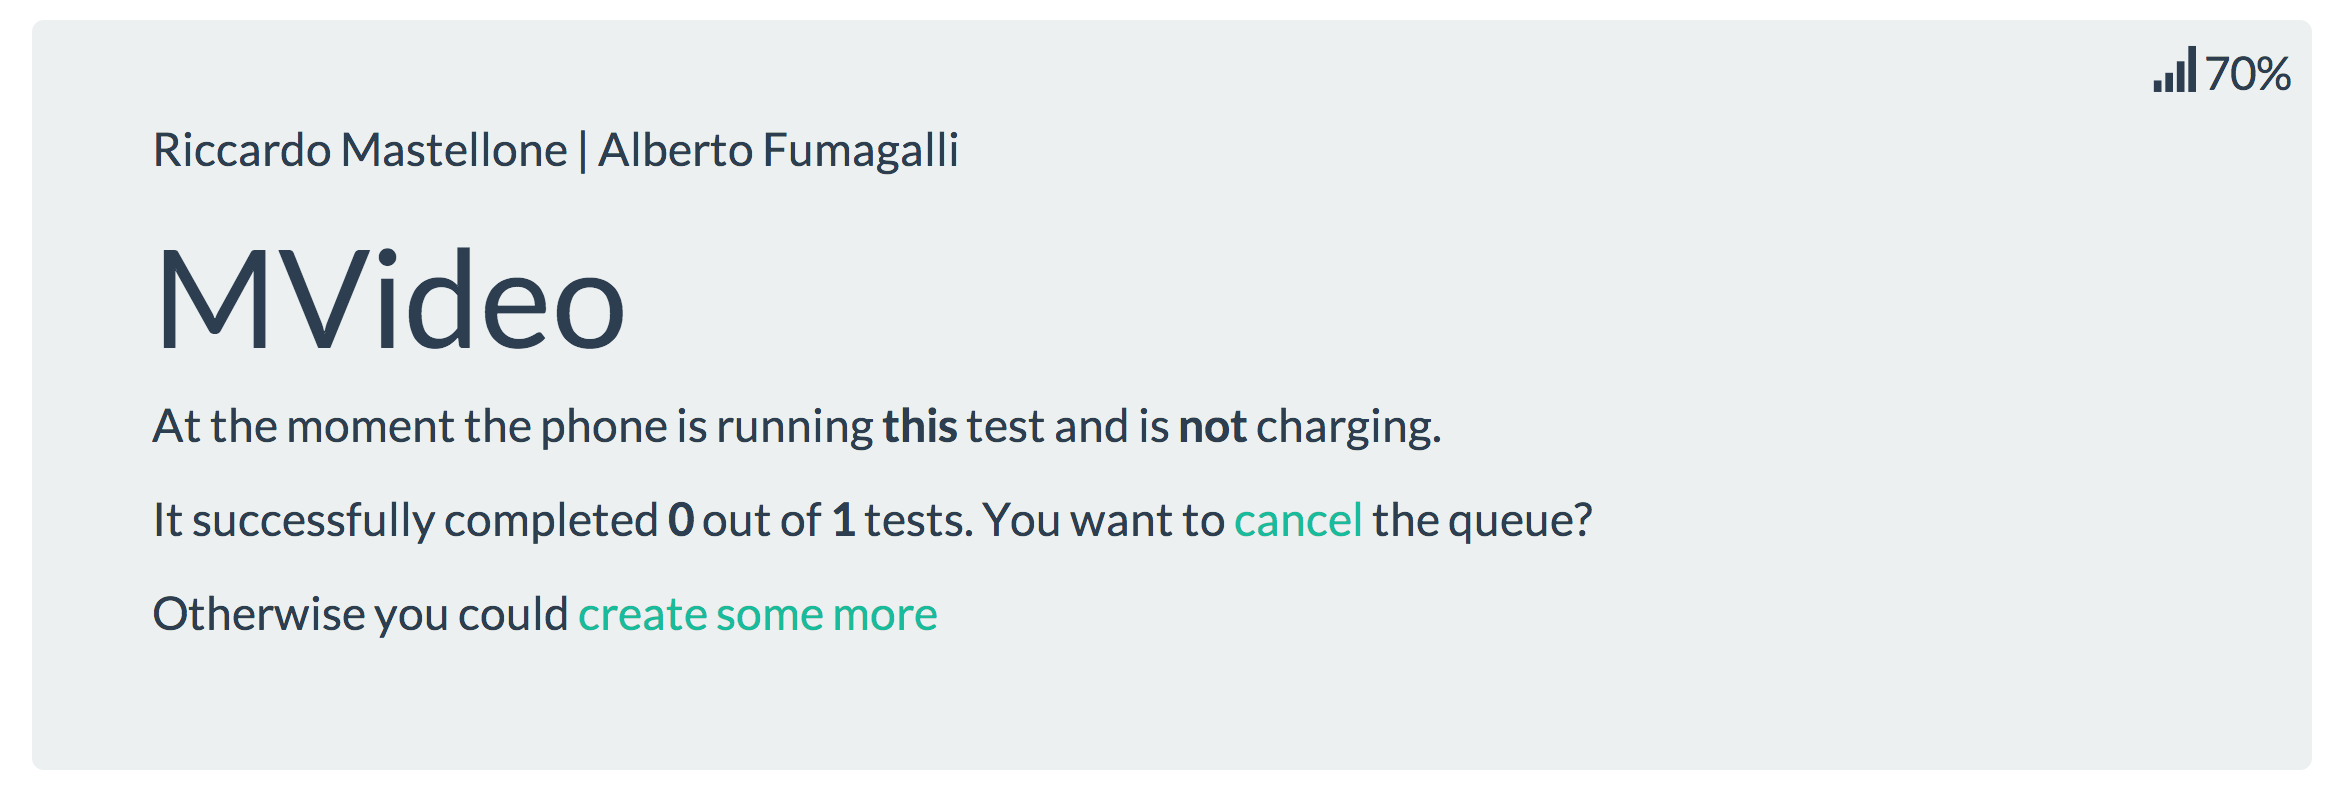 70%
Riccardo Mastellone | Alberto Fumagalli
MVideo
At the moment the phone is running this test and is not charging.
It successfully completed 0 out of 1 tests. You want to cancel the queue?
Otherwise you could create some more